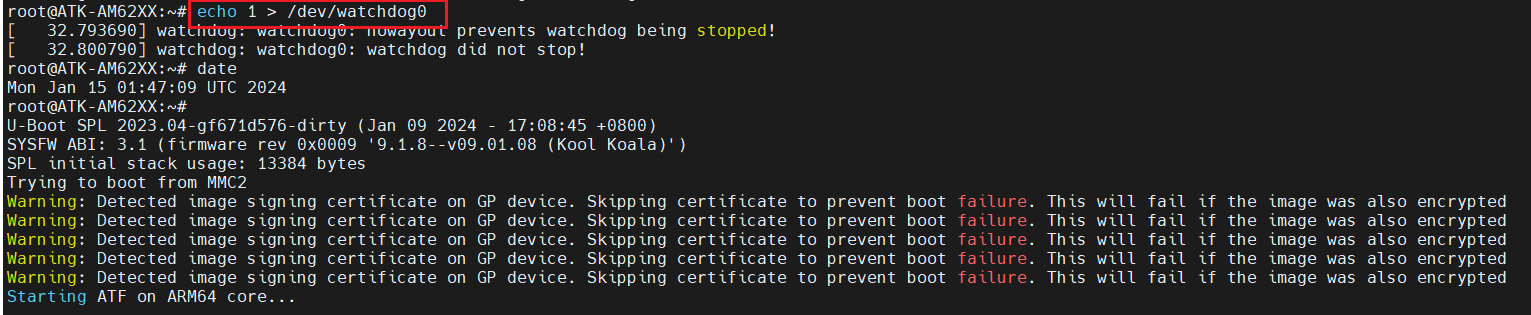 root@ATK-AM62XX:~# echo 1 > /dev/watchdog0
[   32.793690] watchdog: watchdog0: nowayout prevents watchdog being stopped!
[   32.800790] watchdog: watchdog0: watchdog did not stop!
root@ATK-AM62XX:~# date
Mon Jan 15 01:47:09 UTC 2024
root@ATK-AM62XX:~#
U-Boot SPL 2023.04-gf671d576-dirty (Jan 09 2024 - 17:08:45 +0800)
SYSFW ABI: 3.1 (firmware rev 0x0009 '9.1.8--v09.01.08 (Kool Koala)')
SPL initial stack usage: 13384 bytes
Trying to boot from MMC2
Warning: Detected image signing certificate on GP device. Skipping certificate to prevent boot failure. This will fail if the image was also encrypted
Warning: Detected image signing certificate on GP device. Skipping certificate to prevent boot failure. This will fail if the image was also encrypted
Warning: Detected image signing certificate on GP device. Skipping certificate to prevent boot failure. This will fail if the image was also encrypted
Warning: Detected image signing certificate on GP device. Skipping certificate to prevent boot failure. This will fail if the image was also encrypted
Warning: Detected image signing certificate on GP device. Skipping certificate to prevent boot failure. This will fail if the image was also encrypted
Starting ATF on ARM64 core...